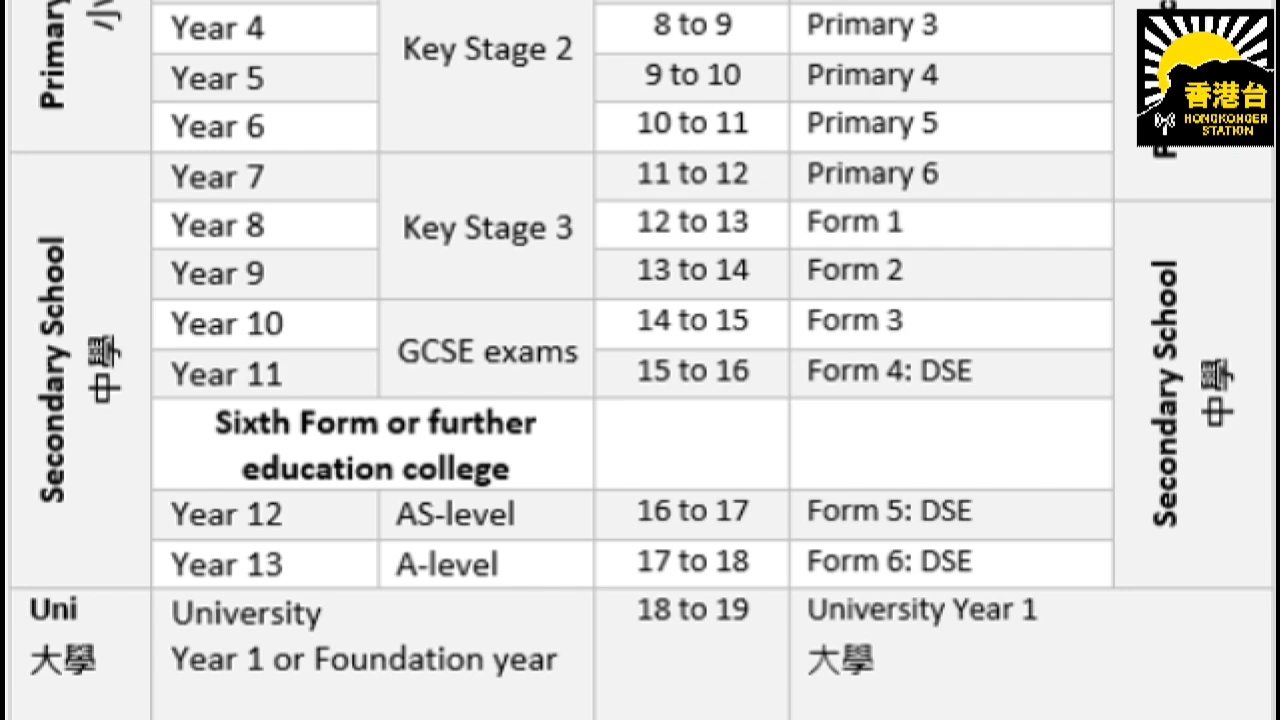 Primary
小
Year 4
Key Stage 2
8 to 9
Primary 3
Year 5
9 to 10
Primary 4
Year 6
10 to 11
Primary 5
香港台
HONGKONGER
STATION
Secondary School
中學
Year 7
Key Stage 3
11 to 12
Primary 6
Year 8
12 to 13
Form 1
Year 9
13 to 14
Form 2
Year 10
GCSE exams
14 to 15
Form 3
Year 11
15 to 16
Form 4: DSE
Sixth Form or further
education college
Year 12
AS-level
16 to 17
Form 5: DSE
Year 13
A-level
17 to 18
Form 6: DSE
Secondary School
中學
Uni
大學
University
Year 1 or Foundation year
18 to 19
University Year 1
大學